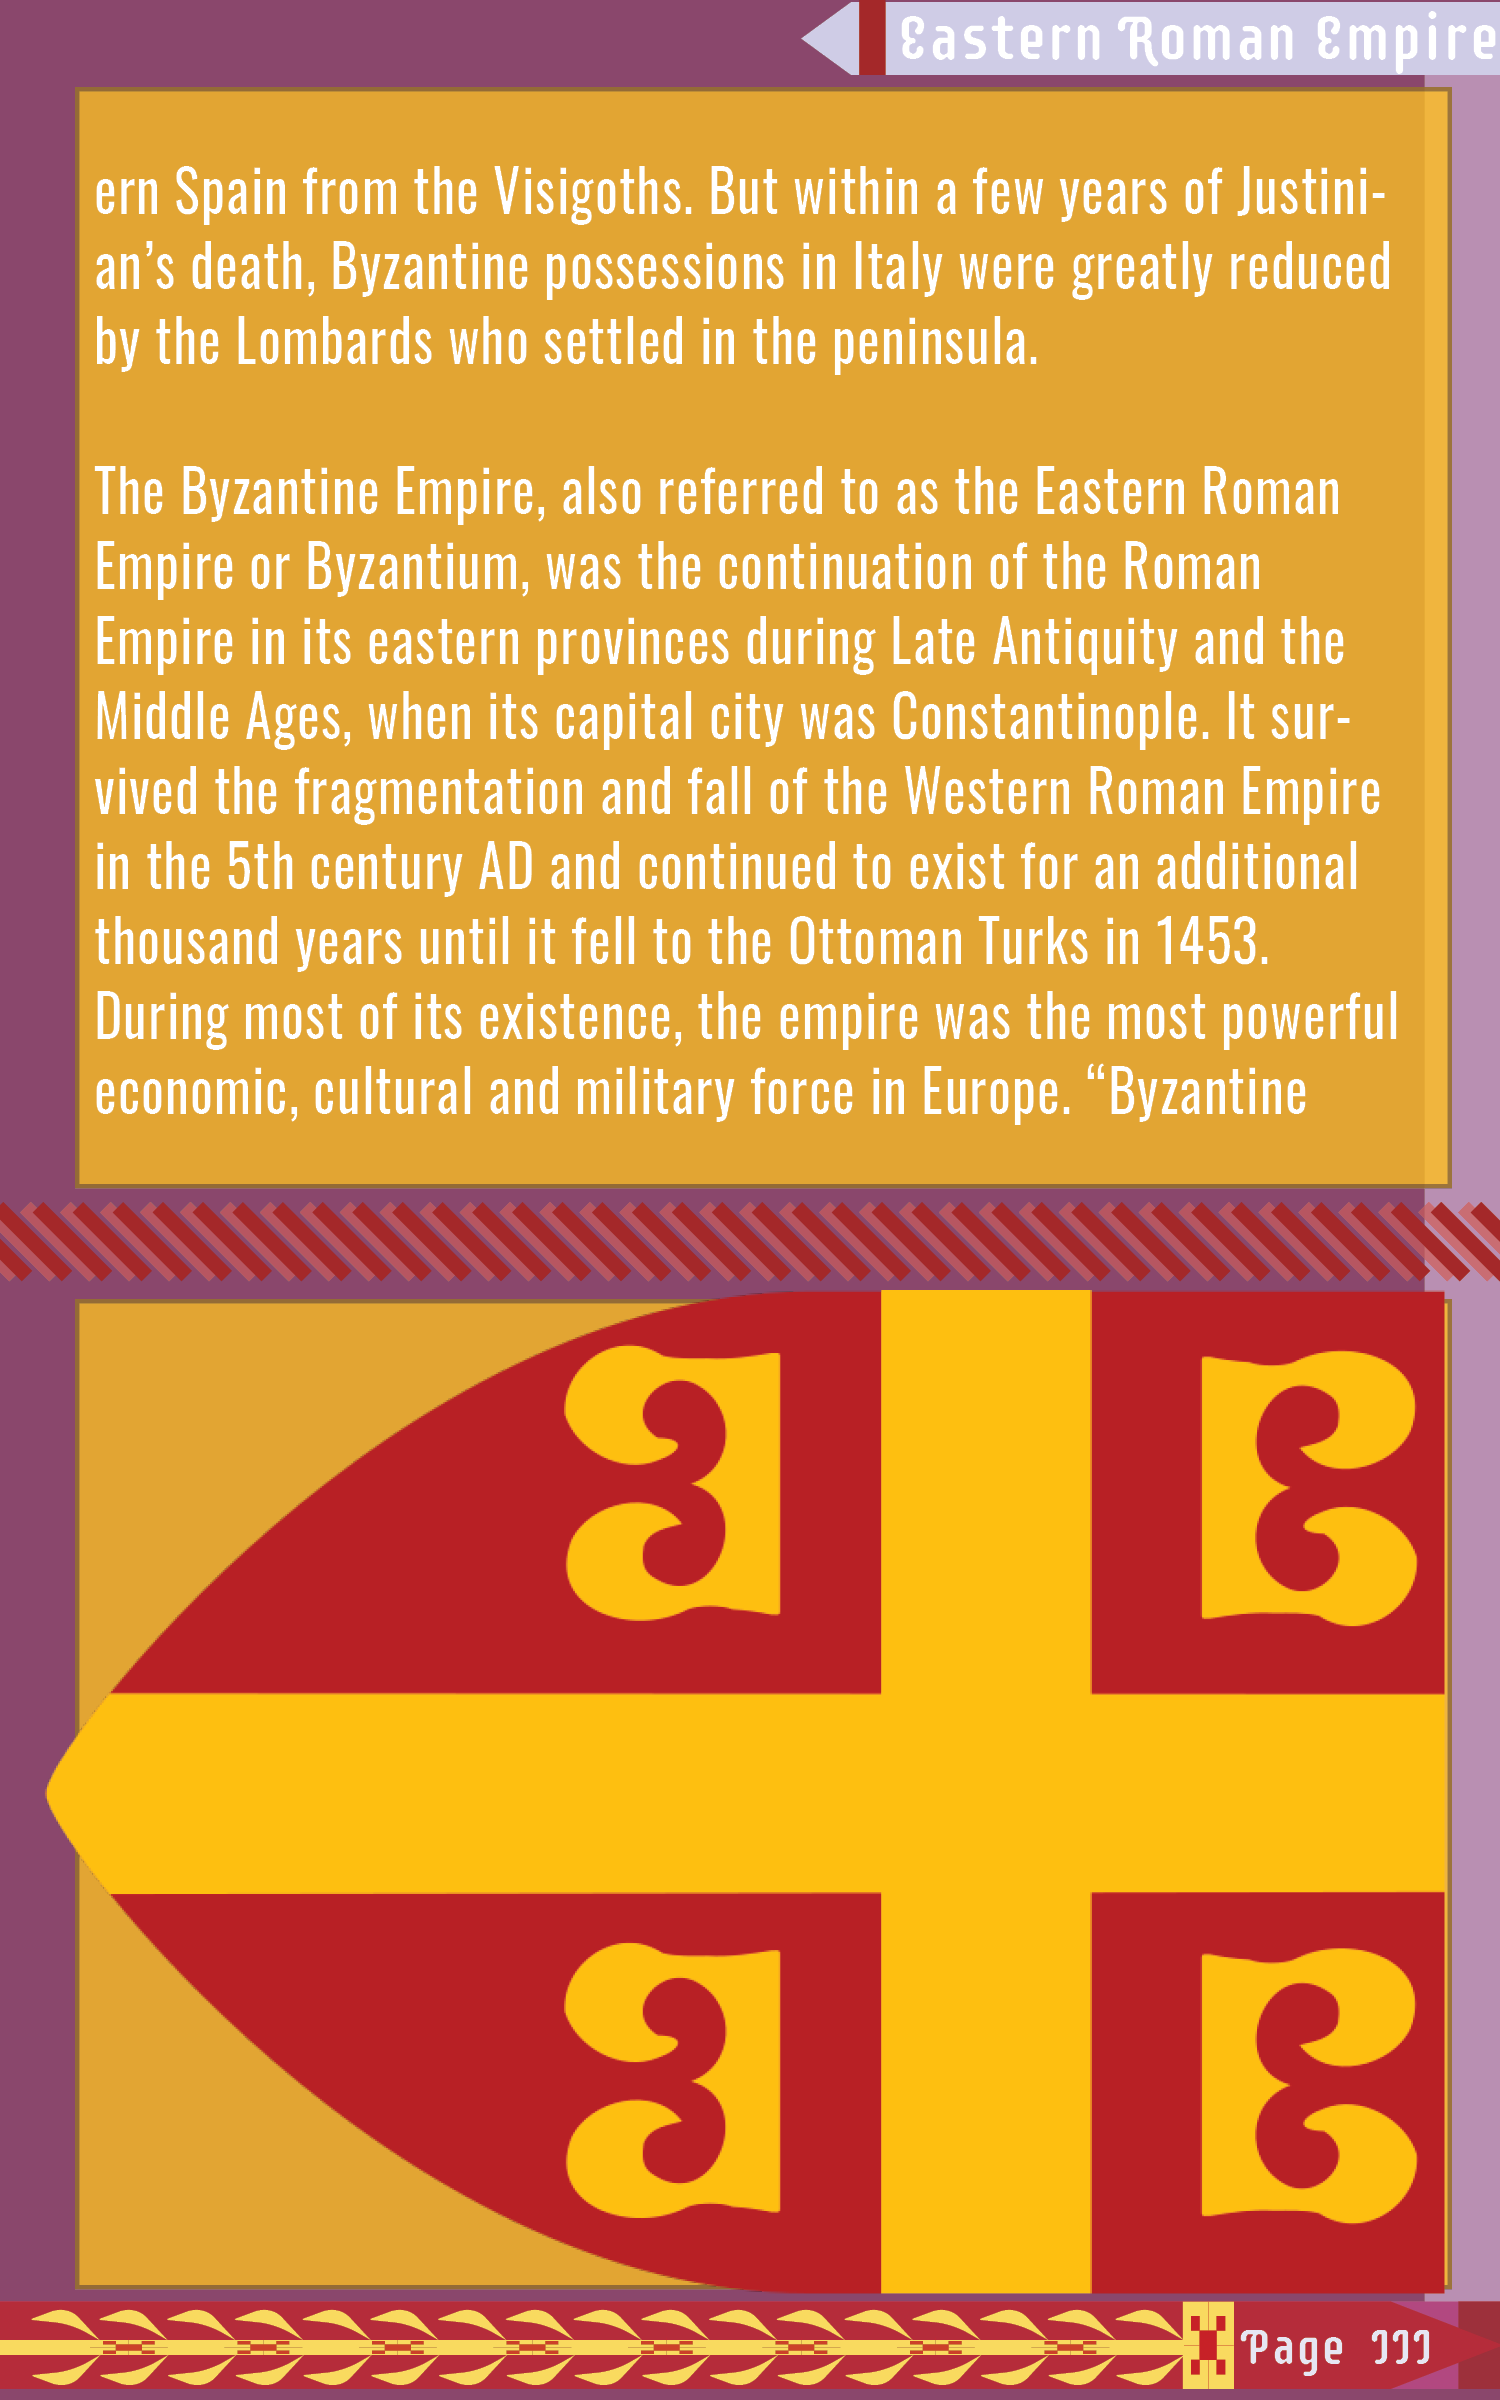 Eastern Roman Empire
ern Spain from the Visigoths. But within a few years of Justini-
an’s death, Byzantine possessions in Italy were greatly reduced
by the Lombards who settled in the peninsula.
The Byzantine Empire, also referred to as the Eastern Roman
Empire or Byzantium, was the continuation of the Roman
Empire in its eastern provinces during Late Antiquity and the
Middle Ages, when its capital city was Constantinople. It sur-
vived the fragmentation and fall of the Western Roman Empire
in the 5th century AD and continued to exist for an additional
thousand years until it fell to the Ottoman Turks in 1453.
During most of its existence, the empire was the most powerful
economic, cultural and military force in Europe. “Byzantine
Page III